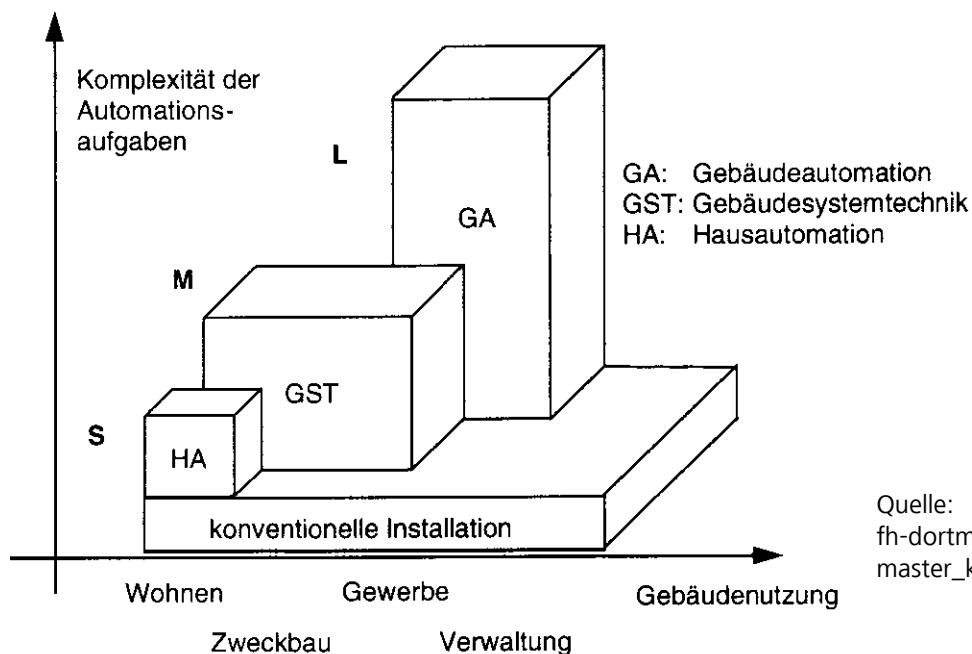 Komplexität der
Automations-
aufgaben
L
GA: Gebäudeautomation
GST: Gebäudesystemtechnik
HA: Hausautomation
GA
M
GST
S
HA
konventionelle Installation
Quelle:
fh-dortm
master_k
Wohnen
Gewerbe
Gebäudenutzung
Zweckbau
Verwaltung